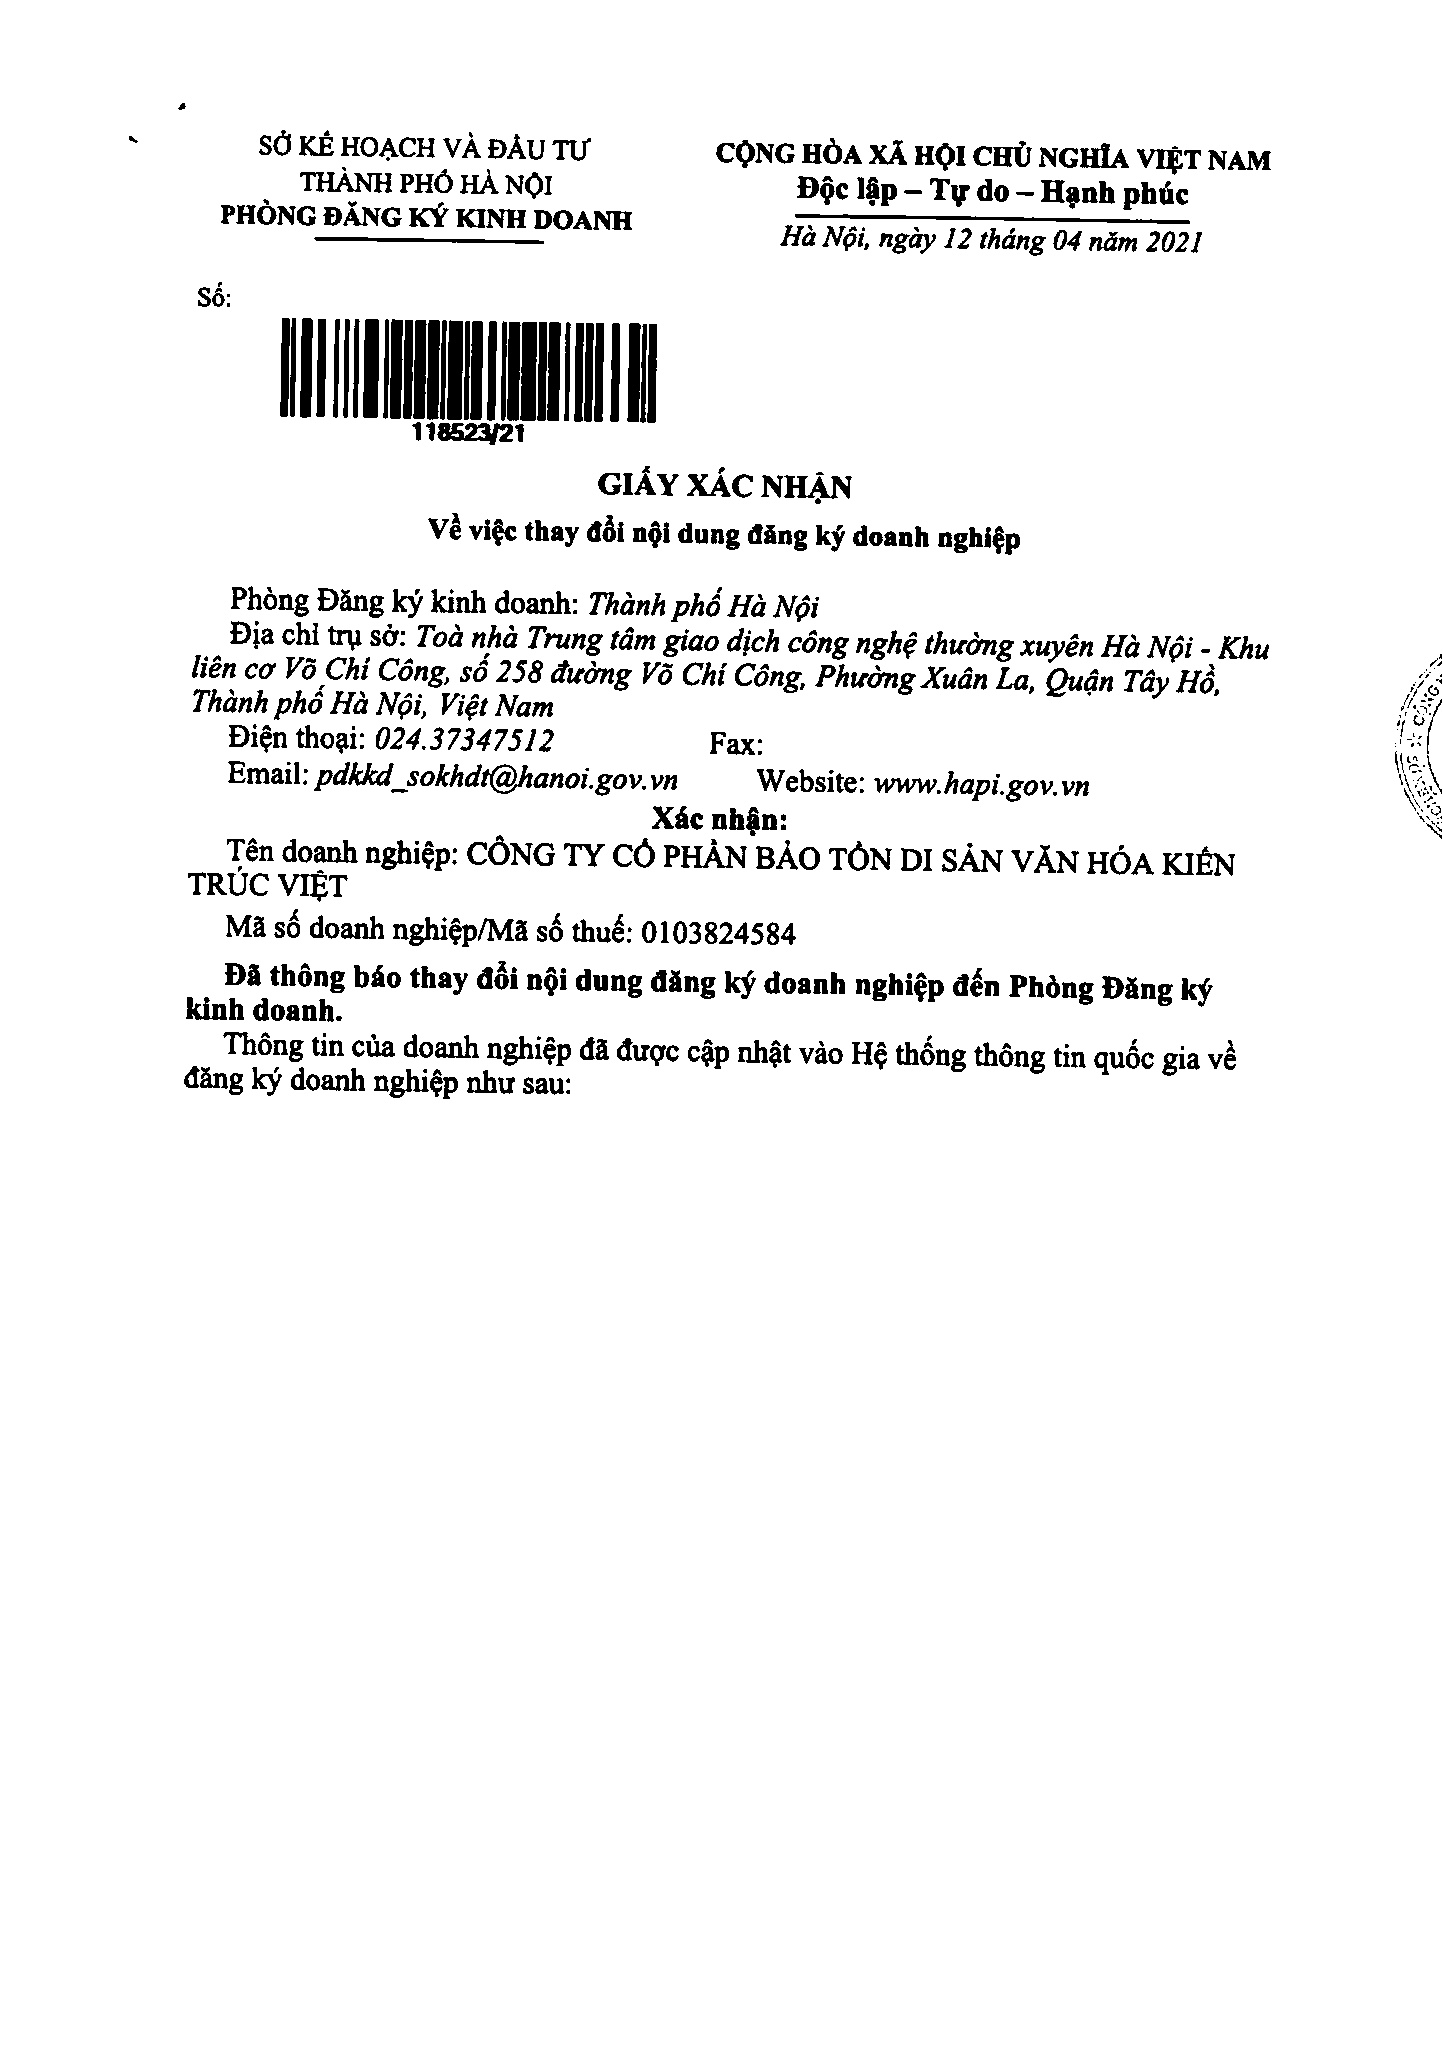 SỞ KẾ HOẠCH VÀ ĐẦU TƯ
THÀNH PHỐ HÀ NỘI
PHÒNG ĐĂNG KÝ KINH DOANH
CỘNG HÒA XÃ HỘI CHỦ NGHĨA VIỆT NAM
Độc lập – Tự do – Hạnh phúc
Hà Nội, ngày 12 tháng 04 năm 2021
Số:
118523/21
GIẤY XÁC NHẬN
Về việc thay đổi nội dung đăng ký doanh nghiệp
Phòng Đăng ký kinh doanh: Thành phố Hà Nội
Địa chỉ trụ sở: Toà nhà Trung tâm giao dịch công nghệ thường xuyên Hà Nội - Khu
liên cơ Võ Chí Công, số 258 đường Võ Chí Công, Phường Xuân La, Quận Tây Hồ,
Thành phố Hà Nội, Việt Nam
Điện thoại: 024.37347512 Fax:
Email: pdkkd_sokhdt@hanoi.gov.vn Website: www.hapi.gov.vn
Xác nhận:
Tên doanh nghiệp: CÔNG TY CỔ PHẦN BẢO TỒN DI SẢN VĂN HÓA KIẾN
TRÚC VIỆT
Mã số doanh nghiệp/Mã số thuế: 0103824584
Đã thông báo thay đổi nội dung đăng ký doanh nghiệp đến Phòng Đăng ký
kinh doanh.
Thông tin của doanh nghiệp đã được cập nhật vào Hệ thống thông tin quốc gia về
đăng ký doanh nghiệp như sau: